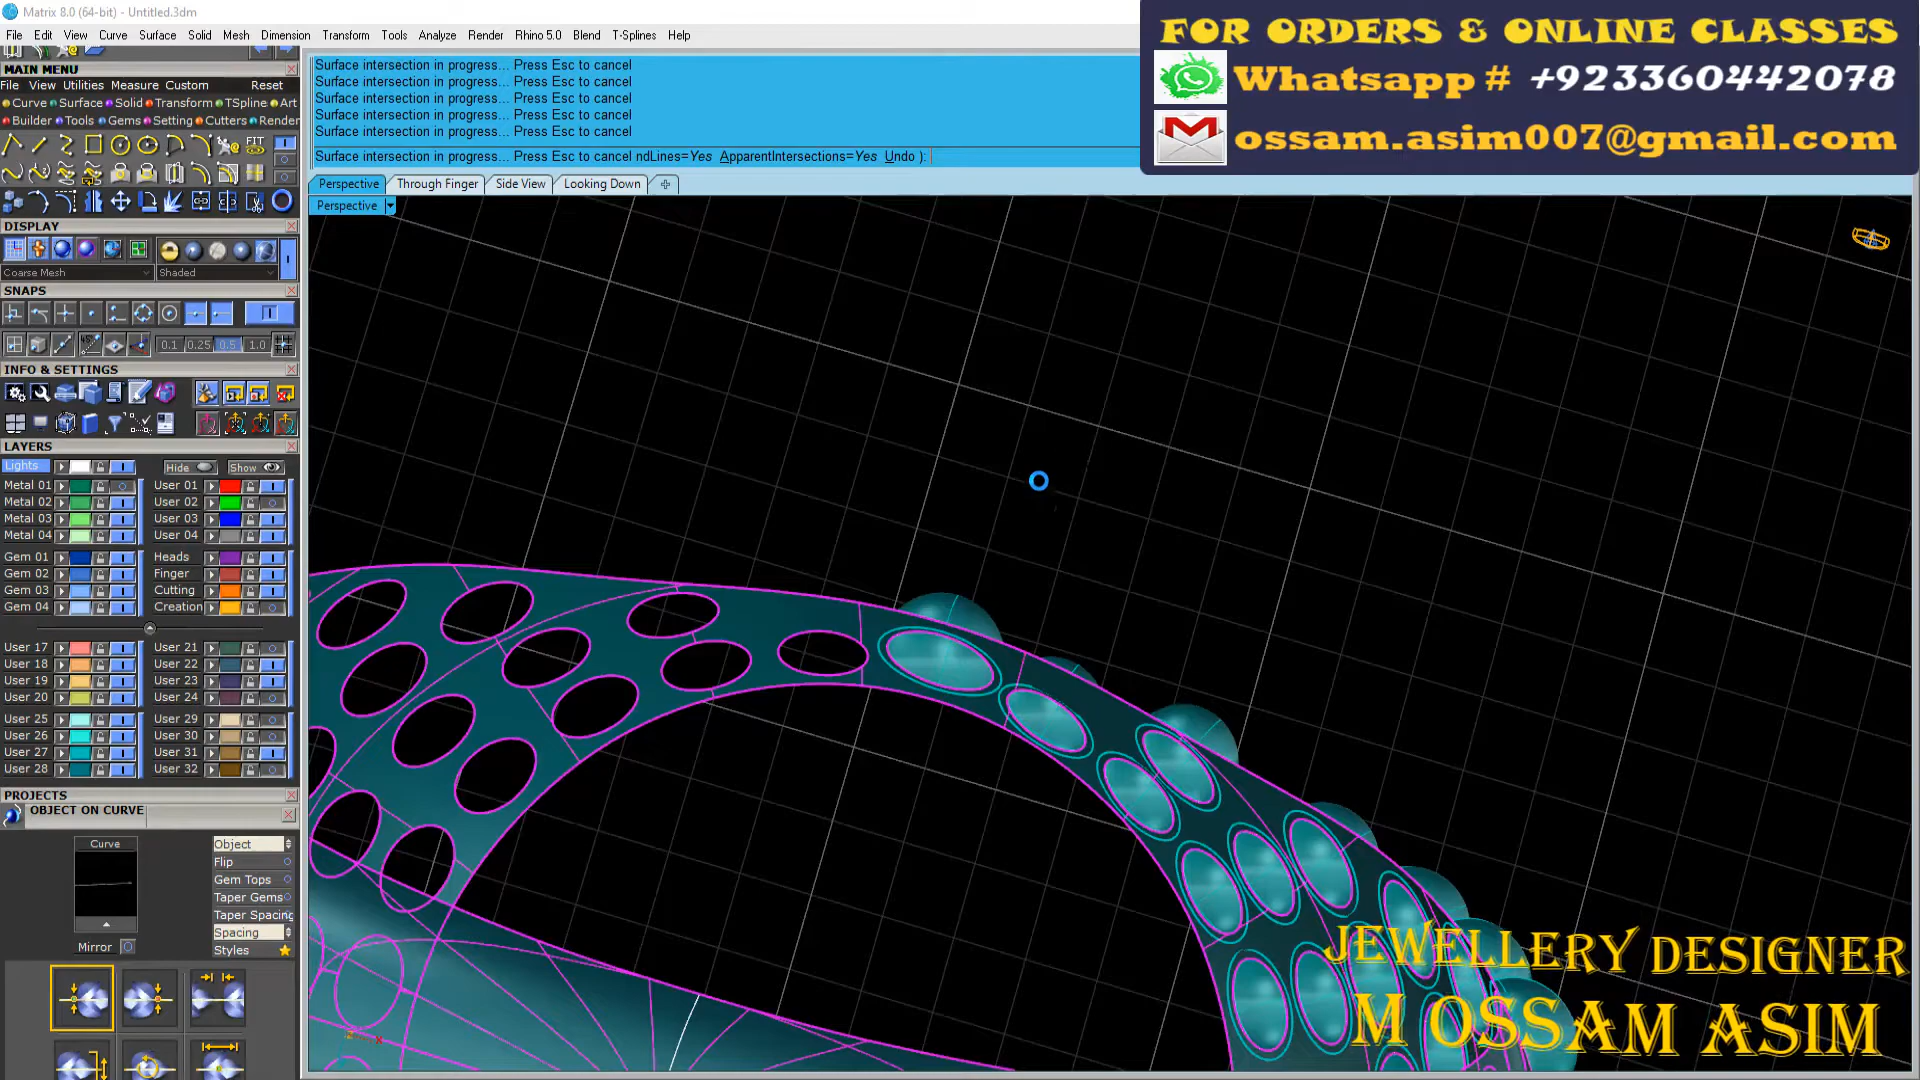 Matrix 8.0 (64-bit) - Untitled.3dm
File Edit View Curve Surface Solid Mesh Dimension Transform Tools Analyze Render Rhino 5.0 Blend T-Splines Help
FOR ORDERS & ONLINE CLASSES
Whatsapp # +923360442078
ossam.asim007@gmail.com
MAIN MENU
File View Utilities Measure Custom Reset
Curve Surface Solid Transform TSpline Art
Builder Tools Gems Setting Cutters Render
FIT
Surface intersection in progress... Press Esc to cancel
Surface intersection in progress... Press Esc to cancel
Surface intersection in progress... Press Esc to cancel
Surface intersection in progress... Press Esc to cancel
Surface intersection in progress... Press Esc to cancel
Surface intersection in progress... Press Esc to cancel ndLines=Yes ApparentIntersections=Yes Undo ):
Perspective Through Finger Side View Looking Down
Perspective
DISPLAY
Coarse Mesh Shaded
SNAPS
0.1 0.25 0.5 1.0
INFO & SETTINGS
LAYERS
Lights Hide Show
Metal 01 User 01
Metal 02 User 02
Metal 03 User 03
Metal 04 User 04
Gem 01 Heads
Gem 02 Finger
Gem 03 Cutting
Gem 04 Creation
User 17 User 21
User 18 User 22
User 19 User 23
User 20 User 24
User 25 User 29
User 26 User 30
User 27 User 31
User 28 User 32
PROJECTS
OBJECT ON CURVE
Curve Object
Flip
Gem Tops
Taper Gems
Taper Spacing
Spacing
Mirror Styles
JEWELLERY DESIGNER
M OSSAM ASIM